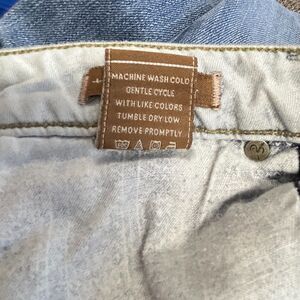 MACHINE WASH COLD
GENTLE CYCLE
WITH LIKE COLORS
TUMBLE DRY LOW
REMOVE PROMPTLY